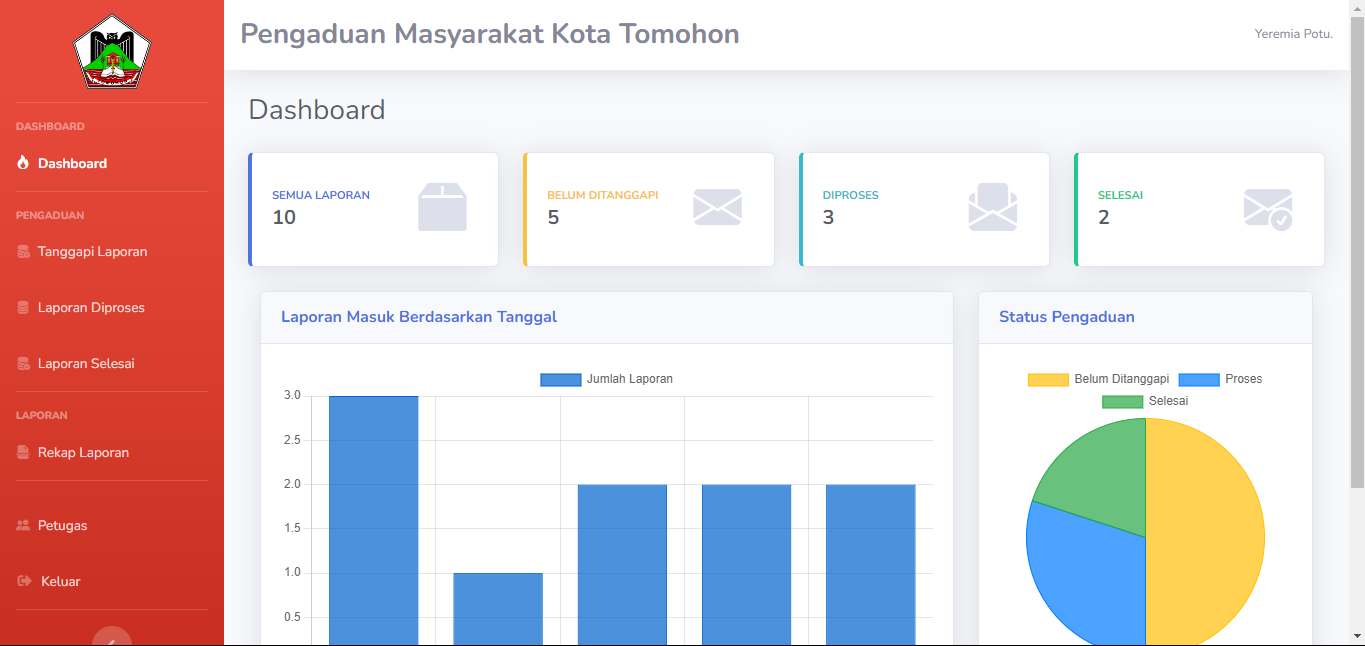 Pengaduan Masyarakat Kota Tomohon
Yeremia Potu.
DASHBOARD
Dashboard
PENGADUAN
Tanggapi Laporan
Laporan Diproses
Laporan Selesai
LAPORAN
Rekap Laporan
Petugas
Keluar
Dashboard
SEMUA LAPORAN
10
BELUM DITANGGAPI
5
DIPROSES
3
SELESAI
2
Laporan Masuk Berdasarkan Tanggal
Jumlah Laporan
3.0
2.5
2.0
1.5
1.0
0.5
Status Pengaduan
Belum Ditanggapi
Proses
Selesai